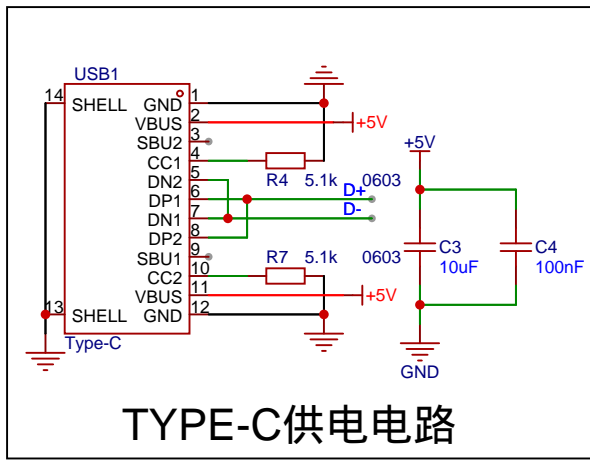 USB1
14 SHELL GND 1
VBUS 2 +5V
SBU2 3
CC1 4
R4 5.1k 0603
DN2 5
DP1 6 D+
DN1 7 D-
DP2 8
SBU1 9
R7 5.1k 0603
CC2 10
VBUS 11 +5V
13 SHELL GND 12
Type-C
+5V
C3
10uF
C4
100nF
GND
TYPE-C供电电路